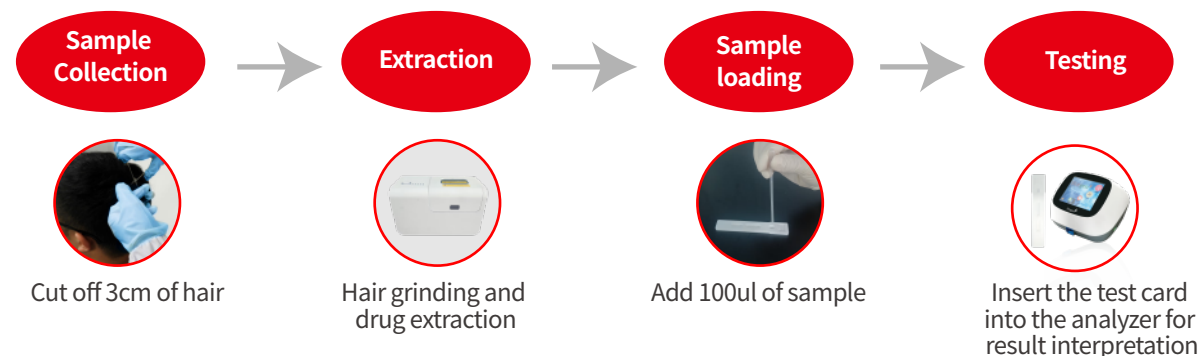 Sample
Collection
Extraction
Sample
loading
Testing
Cut off 3cm of hair
Hair grinding and
drug extraction
Add 100ul of sample
Insert the test card
into the analyzer for
result interpretation